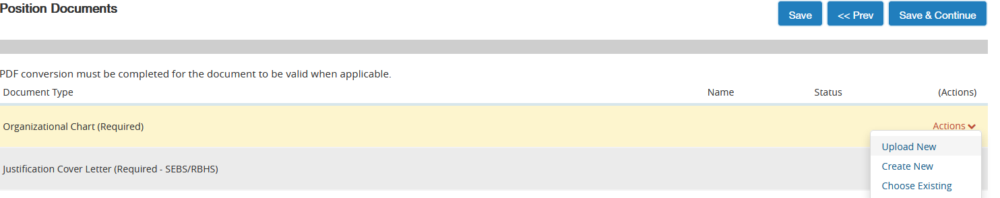 Position Documents
Save
<< Prev
Save & Continue
PDF conversion must be completed for the document to be valid when applicable.
Document Type Name Status (Actions)
Organizational Chart (Required) Actions
Upload New
Justification Cover Letter (Required - SEBS/RBHS)
Create New
Choose Existing